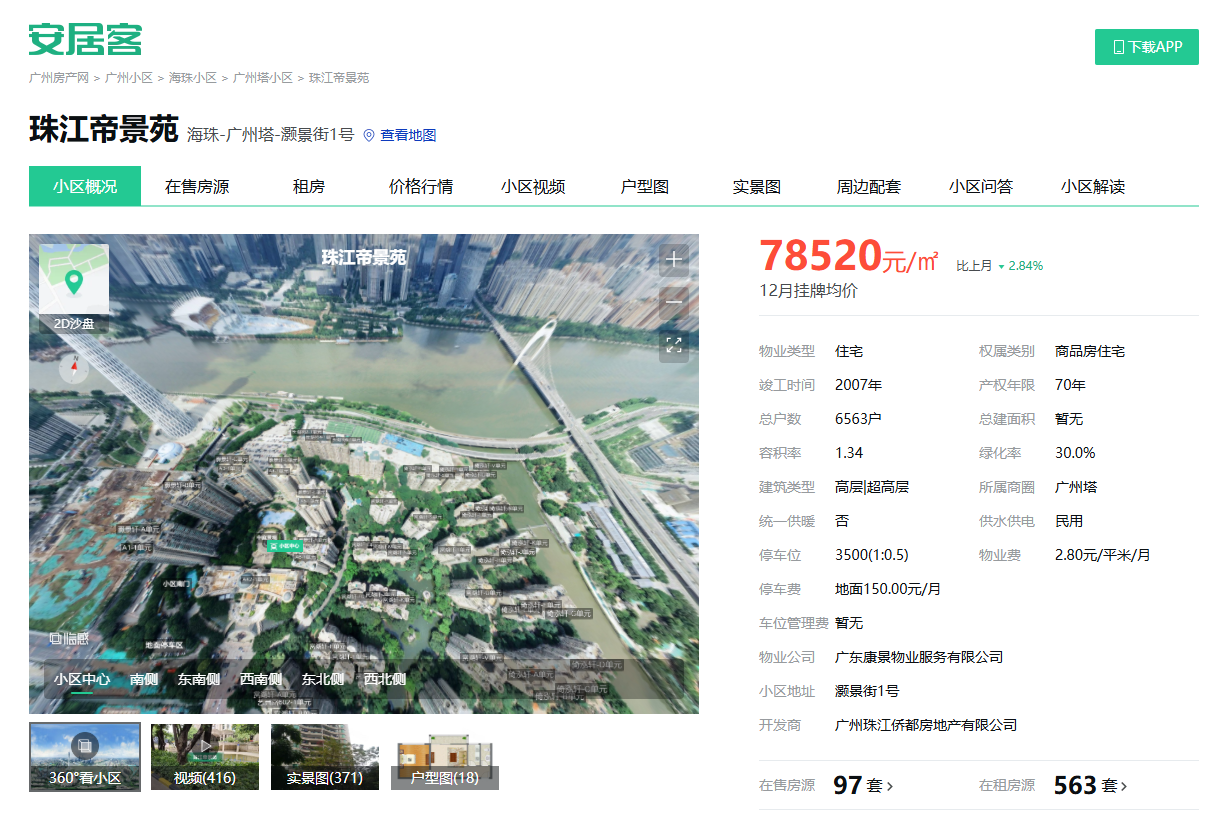 安居客
下载APP
广州房产网 > 广州小区 > 海珠小区 > 广州塔小区 > 珠江帝景苑
珠江帝景苑 海珠-广州塔-灏景街1号 查看地图
小区概况 在售房源 租房 价格行情 小区视频 户型图 实景图 周边配套 小区问答 小区解读
珠江帝景苑
2D沙盘
N
小区中心
小区南门
临感
地面停车区
小区中心 南侧 东南侧 西南侧 东北侧 西北侧
360°看小区 视频(416) 实景图(371) 户型图(18)
78520元/㎡ 比上月 2.84%
12月挂牌均价
物业类型 住宅 权属类别 商品房住宅
竣工时间 2007年 产权年限 70年
总户数 6563户 总建面积 暂无
容积率 1.34 绿化率 30.0%
建筑类型 高层|超高层 所属商圈 广州塔
统一供暖 否 供水供电 民用
停车位 3500(1:0.5) 物业费 2.80元/平米/月
停车费 地面150.00元/月
车位管理费 暂无
物业公司 广东康景物业服务有限公司
小区地址 灏景街1号
开发商 广州珠江侨都房地产有限公司
在售房源 97 套 > 在租房源 563 套 >